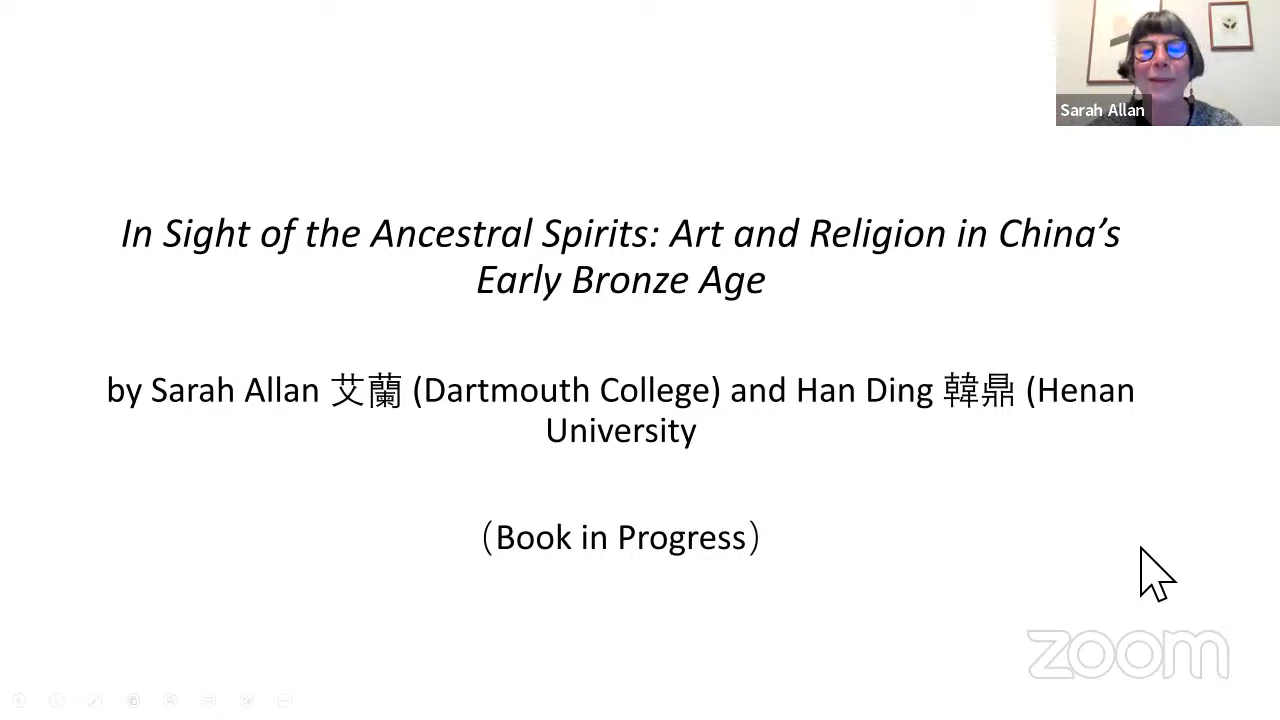 Sarah Allan
In Sight of the Ancestral Spirits: Art and Religion in China’s
Early Bronze Age
by Sarah Allan 艾蘭 (Dartmouth College) and Han Ding 韓鼎 (Henan
University
（Book in Progress）
zoom